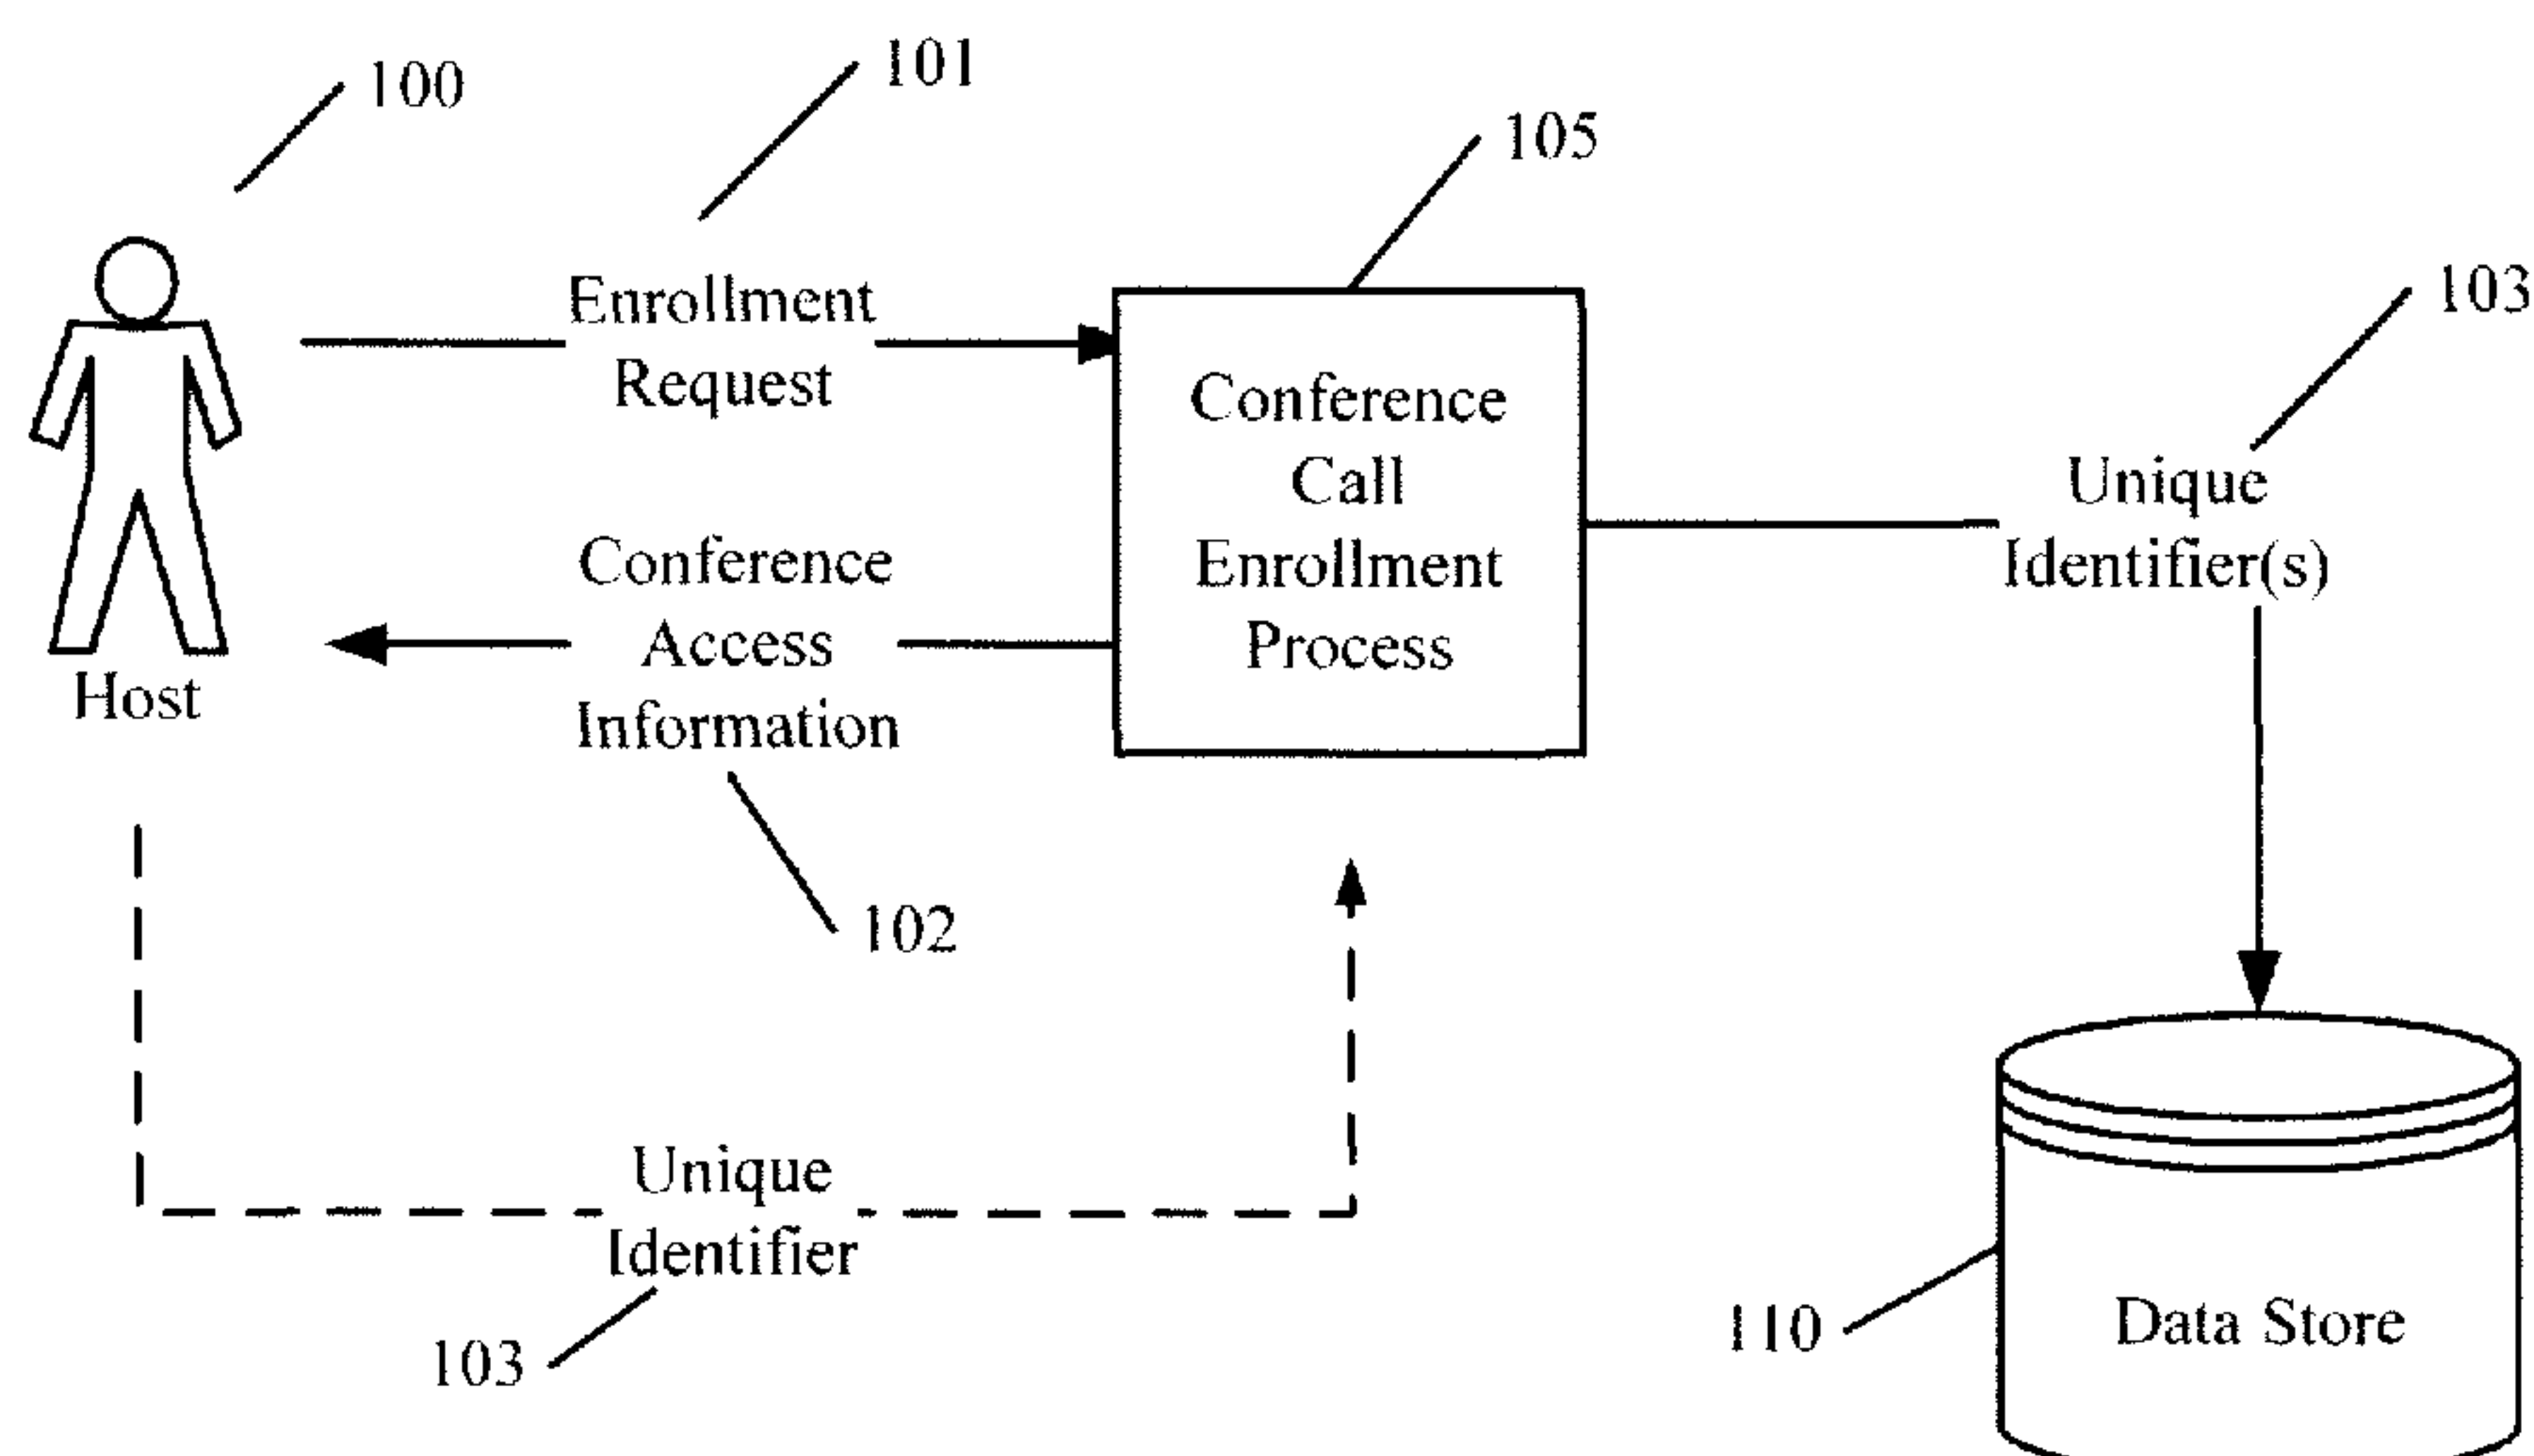 100
101
105
103
Enrollment
Request
Conference
Call
Enrollment
Process
Unique
Identifier(s)
Conference
Access
Information
Host
102
Unique
Identifier
103
110
Data Store